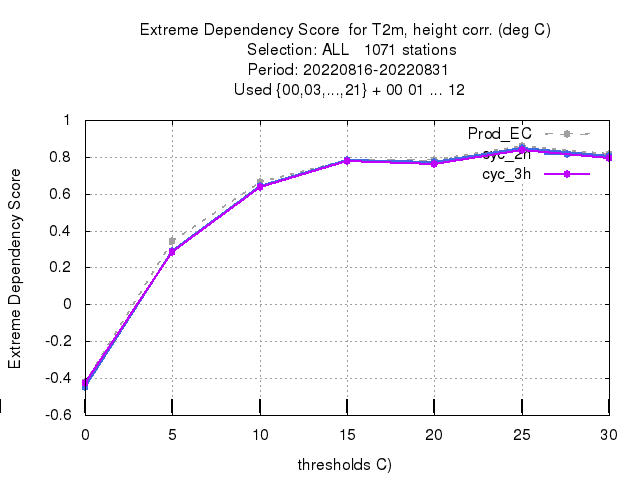 Extreme Dependency Score for T2m, height corr. (deg C)
Selection: ALL 1071 stations
Period: 20220816-20220831
Used {00,03,...,21} + 00 01 ... 12
Extreme Dependency Score
1
0.8
0.6
0.4
0.2
0
-0.2
-0.4
-0.6
Prod_EC
cyc_2h
cyc_3h
0 5 10 15 20 25 30
thresholds C)